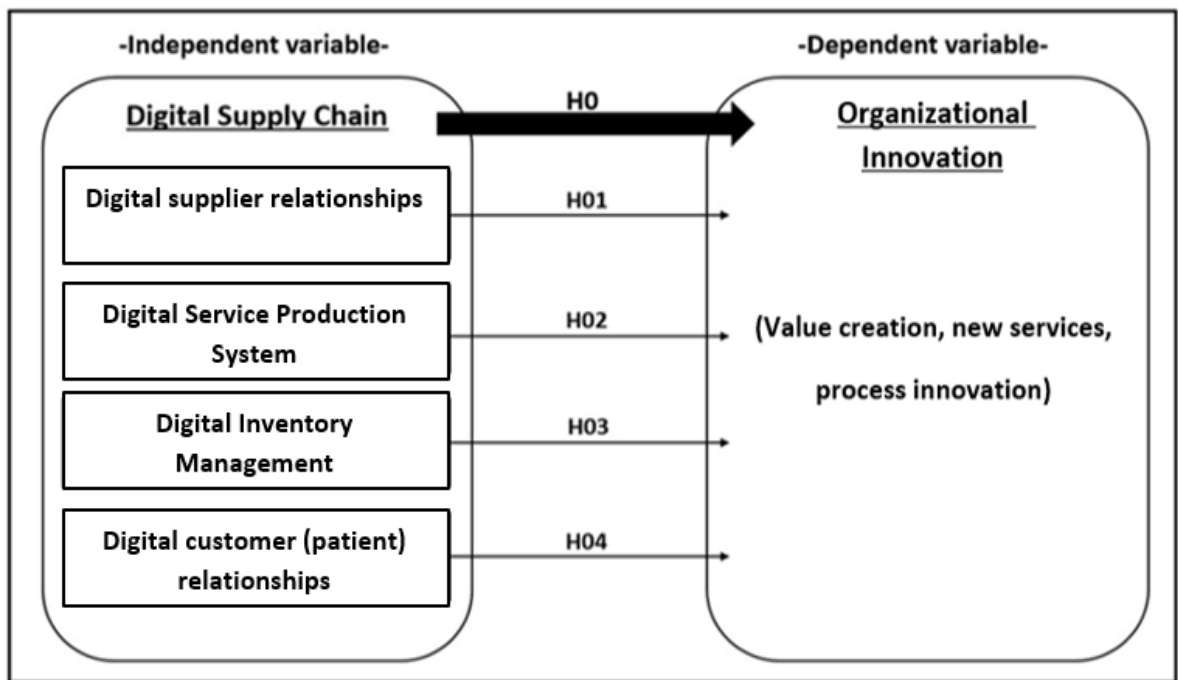 -Independent variable-
-Dependent variable-
Digital Supply Chain
H0
Organizational
Innovation
Digital supplier relationships
H01
Digital Service Production
System
H02
(Value creation, new services,
process innovation)
Digital Inventory
Management
H03
Digital customer (patient)
relationships
H04